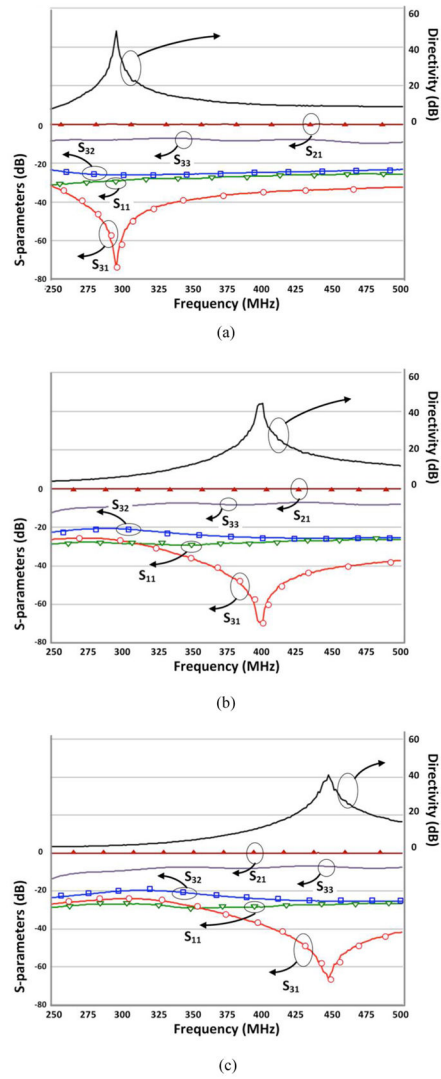 60
40
20
0
Directivity (dB)
0
-20
-40
-60
-80
S-parameters (dB)
S32
S33
S21
S11
S31
250 275 300 325 350 375 400 425 450 475 500
Frequency (MHz)
(a)
60
40
20
0
Directivity (dB)
0
-20
-40
-60
-80
S-parameters (dB)
S32
S33
S21
S11
S31
250 275 300 325 350 375 400 425 450 475 500
Frequency (MHz)
(b)
60
40
20
0
Directivity (dB)
0
-20
-40
-60
-80
S-parameters (dB)
S32
S21
S33
S11
S31
250 275 300 325 350 375 400 425 450 475 500
Frequency (MHz)
(c)